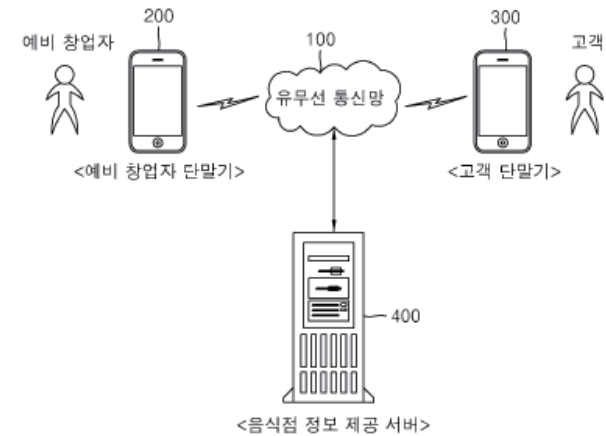 200
300
예비 창업자
100
고객
유무선 통신망
<예비 창업자 단말기>
<고객 단말기>
400
<음식점 정보 제공 서버>